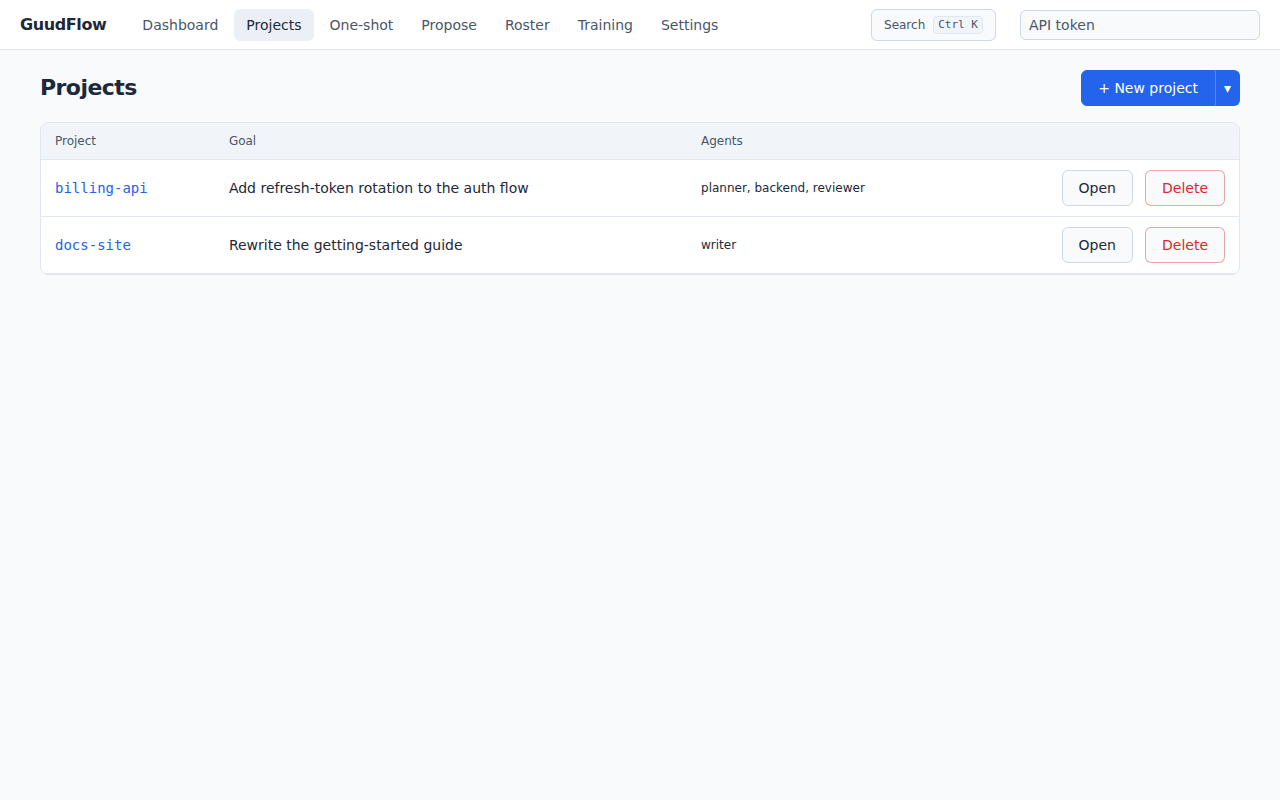 GuudFlow Dashboard Projects One-shot Propose Roster Training Settings Search Ctrl K API token
Projects + New project ▾
Project Goal Agents
billing-api Add refresh-token rotation to the auth flow planner, backend, reviewer Open Delete
docs-site Rewrite the getting-started guide writer Open Delete